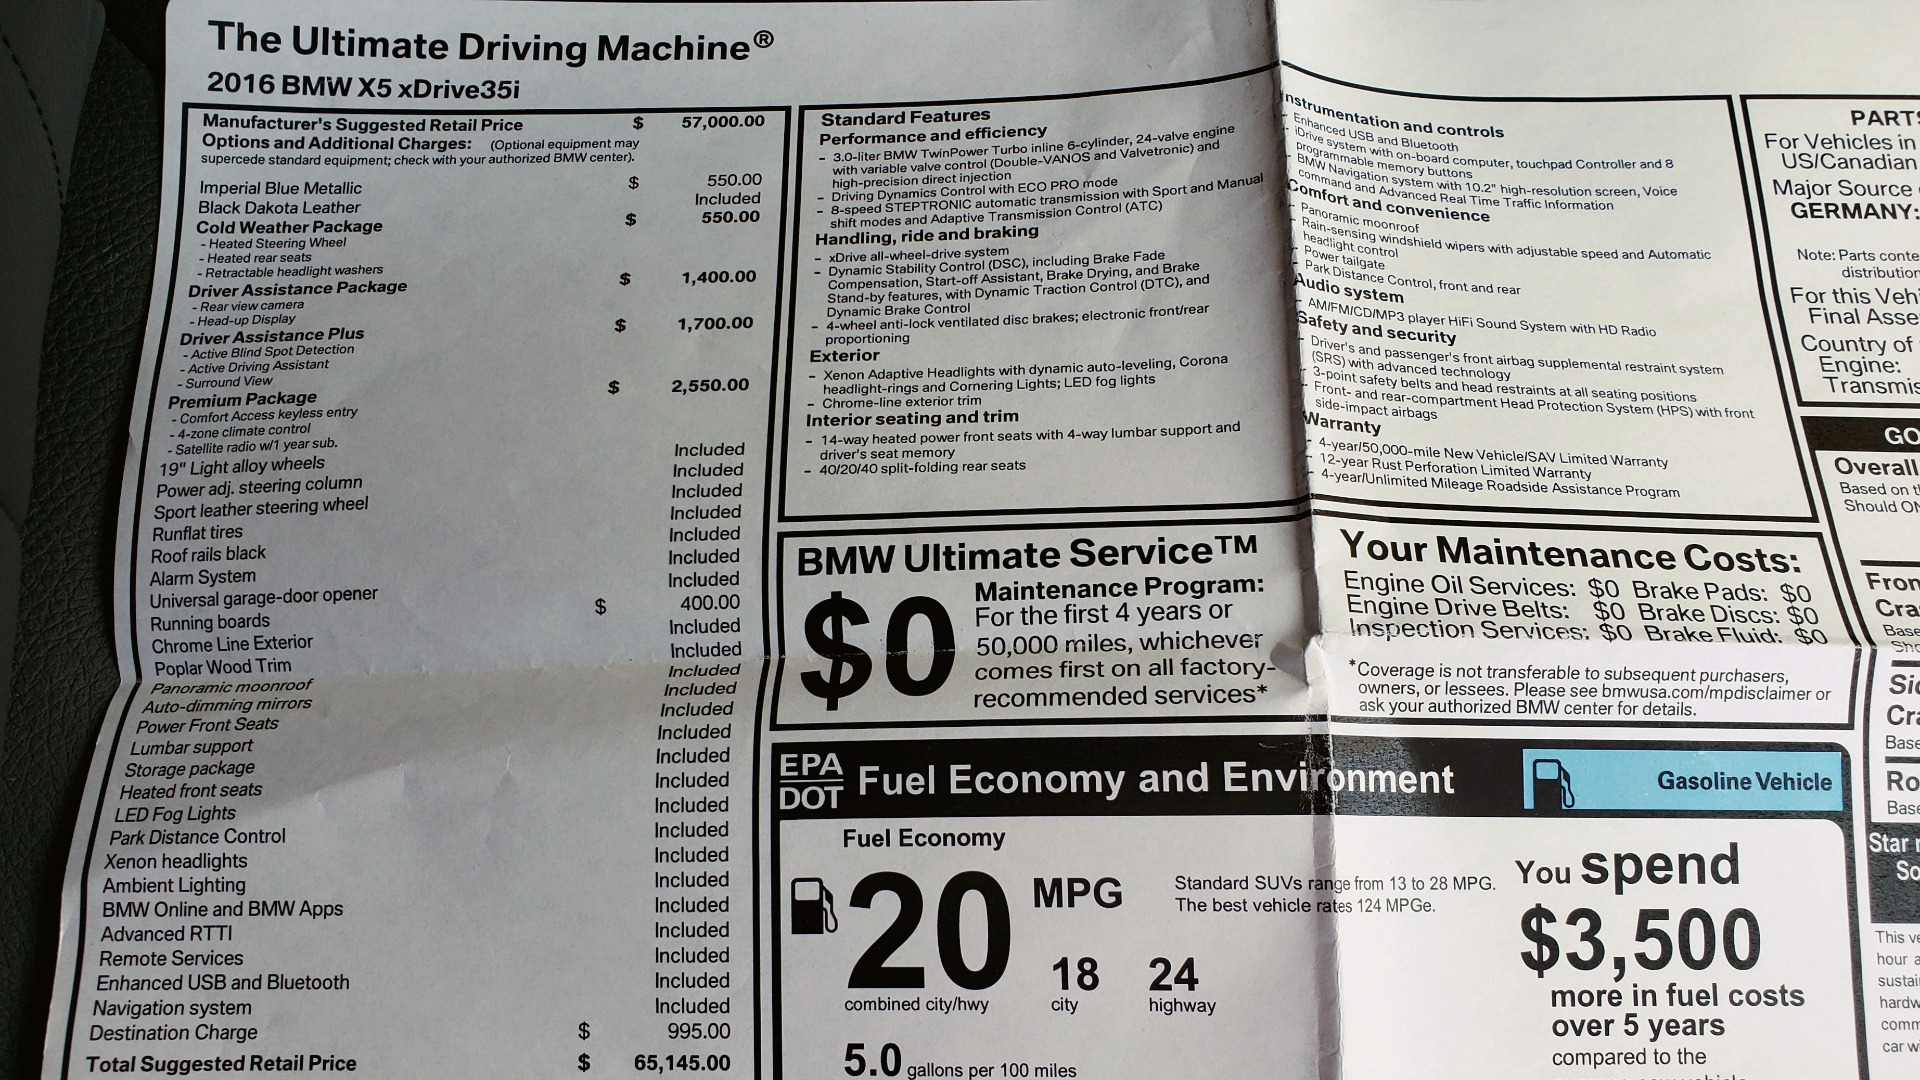 The Ultimate Driving Machine®
2016 BMW X5 xDrive35i
Manufacturer's Suggested Retail Price $ 57,000.00
Options and Additional Charges: (Optional equipment may
supercede standard equipment; check with your authorized BMW center).
Imperial Blue Metallic $ 550.00
Black Dakota Leather Included
Cold Weather Package $ 550.00
- Heated Steering Wheel
- Heated rear seats
- Retractable headlight washers
Driver Assistance Package $ 1,400.00
- Rear view camera
- Head-up Display
Driver Assistance Plus $ 1,700.00
- Active Blind Spot Detection
- Active Driving Assistant
- Surround View
Premium Package $ 2,550.00
- Comfort Access keyless entry
- 4-zone climate control
- Satellite radio w/1 year sub.
19" Light alloy wheels Included
Power adj. steering column Included
Sport leather steering wheel Included
Runflat tires Included
Roof rails black Included
Alarm System Included
Universal garage-door opener Included
Running boards $ 400.00
Chrome Line Exterior Included
Poplar Wood Trim Included
Panoramic moonroof Included
Auto-dimming mirrors Included
Power Front Seats Included
Lumbar support Included
Storage package Included
Heated front seats Included
LED Fog Lights Included
Park Distance Control Included
Xenon headlights Included
Ambient Lighting Included
BMW Online and BMW Apps Included
Advanced RTTI Included
Remote Services Included
Enhanced USB and Bluetooth Included
Navigation system Included
Destination Charge $ 995.00
Total Suggested Retail Price $ 65,145.00
Standard Features
Performance and efficiency
- 3.0-liter BMW TwinPower Turbo inline 6-cylinder, 24-valve engine
with variable valve control (Double-VANOS and Valvetronic) and
high-precision direct injection
- Driving Dynamics Control with ECO PRO mode
- 8-speed STEPTRONIC automatic transmission with Sport and Manual
shift modes and Adaptive Transmission Control (ATC)
Handling, ride and braking
- xDrive all-wheel-drive system
- Dynamic Stability Control (DSC), including Brake Fade
Compensation, Start-off Assistant, Brake Drying, and Brake
Stand-by features, with Dynamic Traction Control (DTC), and
Dynamic Brake Control
- 4-wheel anti-lock ventilated disc brakes; electronic front/rear
proportioning
Exterior
- Xenon Adaptive Headlights with dynamic auto-leveling, Corona
headlight-rings and Cornering Lights; LED fog lights
- Chrome-line exterior trim
Interior seating and trim
- 14-way heated power front seats with 4-way lumbar support and
driver's seat memory
- 40/20/40 split-folding rear seats
nstrumentation and controls
- Enhanced USB and Bluetooth
- iDrive system with on-board computer, touchpad Controller and 8
programmable memory buttons
- BMW Navigation system with 10.2" high-resolution screen, Voice
command and Advanced Real Time Traffic Information
Comfort and convenience
- Panoramic moonroof
- Rain-sensing windshield wipers with adjustable speed and Automatic
headlight control
- Power tailgate
- Park Distance Control, front and rear
Audio system
- AM/FM/CD/MP3 player HiFi Sound System with HD Radio
Safety and security
- Driver's and passenger's front airbag supplemental restraint system
(SRS) with advanced technology
- 3-point safety belts and head restraints at all seating positions
- Front- and rear-compartment Head Protection System (HPS) with front
side-impact airbags
Warranty
- 4-year/50,000-mile New Vehicle/SAV Limited Warranty
- 12-year Rust Perforation Limited Warranty
- 4-year/Unlimited Mileage Roadside Assistance Program
BMW Ultimate Service™
$0
Maintenance Program:
For the first 4 years or
50,000 miles, whichever
comes first on all factory-
recommended services*
Your Maintenance Costs:
Engine Oil Services: $0 Brake Pads: $0
Engine Drive Belts: $0 Brake Discs: $0
Inspection Services: $0 Brake Fluid: $0
*Coverage is not transferable to subsequent purchasers,
owners, or lessees. Please see bmwusa.com/mpdisclaimer or
ask your authorized BMW center for details.
EPA
DOT
Fuel Economy and Environment
Gasoline Vehicle
Fuel Economy
20 MPG
combined city/hwy
18
city
24
highway
Standard SUVs range from 13 to 28 MPG.
The best vehicle rates 124 MPGe.
5.0 gallons per 100 miles
You spend
$3,500
more in fuel costs
over 5 years
compared to the
PARTS
For Vehicles in
US/Canadian
Major Source
GERMANY:
Note: Parts conte
distribution
For this Veh
Final Asse
Country of
Engine:
Transmis
GO
Overall
Based on
Should ON
Fron
Cra
Base
Sho
Sid
Cra
Base
Ro
Base
Star
So
This ve
hour a
sustai
hardw
comm
car w